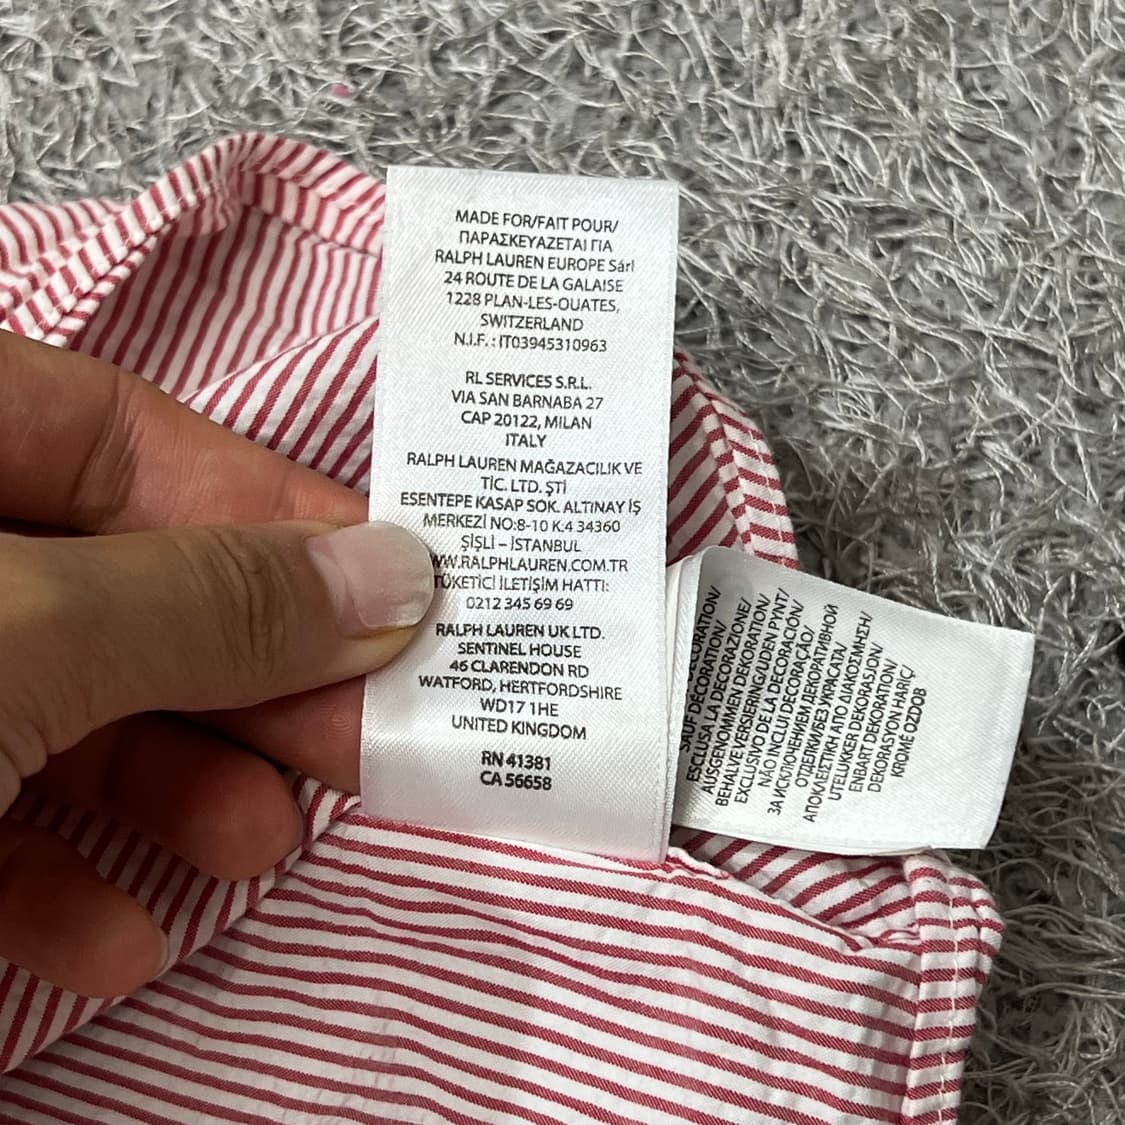 MADE FOR/FAIT POUR/
ΠΑΡΑΣΚΕΥΑΖΕΤΑΙ ΓΙΑ
RALPH LAUREN EUROPE Sárl
24 ROUTE DE LA GALAISE
1228 PLAN-LES-OUATES,
SWITZERLAND
N.I.F. : IT03945310963
RL SERVICES S.R.L.
VIA SAN BARNABA 27
CAP 20122, MILAN
ITALY
RALPH LAUREN MAĞAZACILIK VE
TİC. LTD. ŞTİ
ESENTEPE KASAP SOK. ALTINAY İŞ
MERKEZİ NO:8-10 K:4 34360
ŞİŞLİ – İSTANBUL
WW.RALPHLAUREN.COM.TR
TÜKETİCİ İLETİŞİM HATTI:
0212 345 69 69
RALPH LAUREN UK LTD.
SENTINEL HOUSE
46 CLARENDON RD
WATFORD, HERTFORDSHIRE
WD17 1HE
UNITED KINGDOM
RN 41381
CA 56658
SAUF DÉCORATION/
ESCLUSA LA DECORAZIONE/
AUSGENOMMEN DEKORATION/
BEHALVE VERSIERING/UDEN PYNT/
EXCLUSIVO DE LA DECORACIÓN/
NÃO INCLUI DECORAÇÃO/
ЗА ИСКЛЮЧЕНИЕМ ДЕКОРАТИВНОЙ
ОТДЕЛКИ/БЕЗ УКРАСАТА/
ΑΠΟΚΛΕΙΣΤΙΚΗ ΑΠΟ ΔΙΑΚΟΣΜΗΣΗ/
UTELUKKER DEKORASJON/
ENBART DEKORATION/
DEKORASYON HARİÇ/
KROMĚ OZDOB